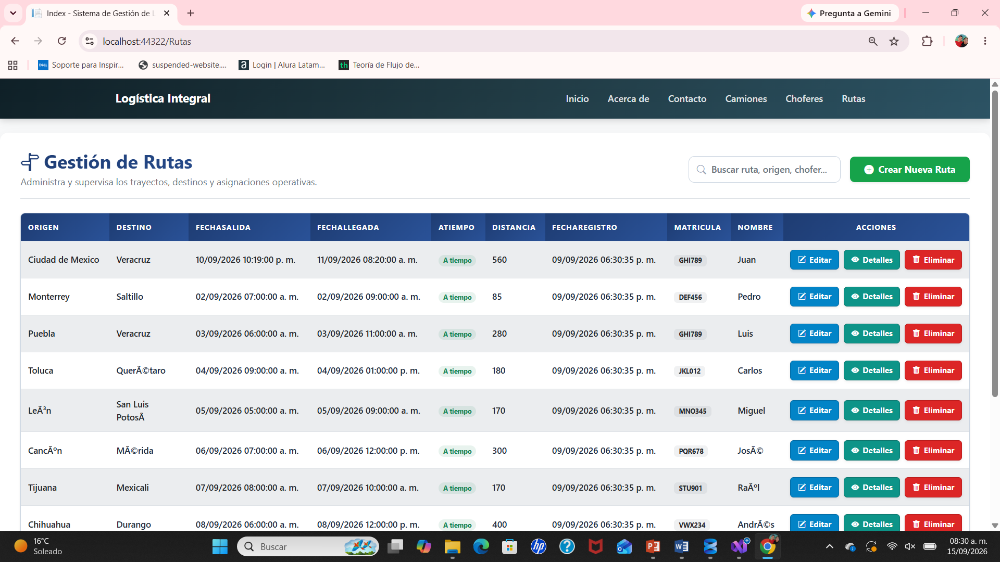 Index - Sistema de Gestión de L
Pregunta a Gemini
localhost:44322/Rutas
DELL Soporte para Inspir...
suspended-website....
a Login | Alura Latam...
th Teoría de Flujo de...
Logística Integral
Inicio Acerca de Contacto Camiones Choferes Rutas
Gestión de Rutas
Administra y supervisa los trayectos, destinos y asignaciones operativas.
Buscar ruta, origen, chofer...
Crear Nueva Ruta
ORIGEN DESTINO FECHASALIDA FECHALLEGADA ATIEMPO DISTANCIA FECHAREGISTRO MATRICULA NOMBRE ACCIONES
Ciudad de Mexico Veracruz 10/09/2026 10:19:00 p. m. 11/09/2026 08:20:00 a. m. A tiempo 560 09/09/2026 06:30:35 p. m. GHI789 Juan Editar Detalles Eliminar
Monterrey Saltillo 02/09/2026 07:00:00 a. m. 02/09/2026 09:00:00 a. m. A tiempo 85 09/09/2026 06:30:35 p. m. DEF456 Pedro Editar Detalles Eliminar
Puebla Veracruz 03/09/2026 06:00:00 a. m. 03/09/2026 11:00:00 a. m. A tiempo 280 09/09/2026 06:30:35 p. m. GHI789 Luis Editar Detalles Eliminar
Toluca QuerÃ©taro 04/09/2026 09:00:00 a. m. 04/09/2026 01:00:00 p. m. A tiempo 180 09/09/2026 06:30:35 p. m. JKL012 Carlos Editar Detalles Eliminar
LeÃ³n San Luis PotosÃ 05/09/2026 05:00:00 a. m. 05/09/2026 09:00:00 a. m. A tiempo 170 09/09/2026 06:30:35 p. m. MNO345 Miguel Editar Detalles Eliminar
CancÃºn MÃ©rida 06/09/2026 07:00:00 a. m. 06/09/2026 12:00:00 p. m. A tiempo 300 09/09/2026 06:30:35 p. m. PQR678 JosÃ© Editar Detalles Eliminar
Tijuana Mexicali 07/09/2026 08:00:00 a. m. 07/09/2026 10:00:00 a. m. A tiempo 170 09/09/2026 06:30:35 p. m. STU901 RaÃºl Editar Detalles Eliminar
Chihuahua Durango 08/09/2026 06:00:00 a. m. 08/09/2026 12:00:00 p. m. A tiempo 400 09/09/2026 06:30:35 p. m. VWX234 AndrÃ©s Editar Detalles Eliminar
16°C
Soleado
Buscar
08:30 a. m.
15/09/2026